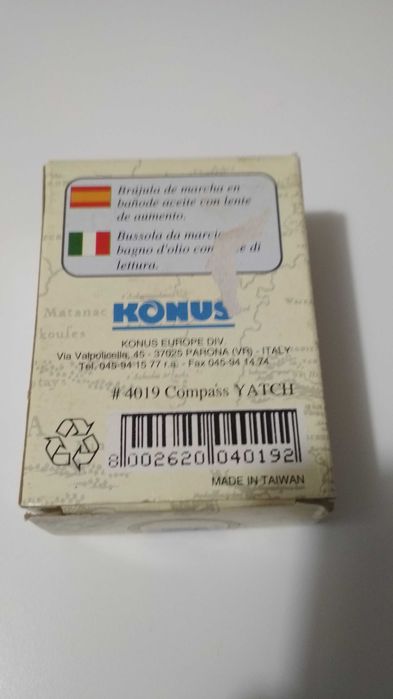 Brújula de marcha en
bañode aceite con lente
de aumento.
Bussola da marcia
bagno d'olio con di
lettura.
Matanac
koufes
KONUS
KONUS EUROPE DIV.
Via Valpolicella, 45 - 37025 PARONA (VR) - ITALY
Tel. 045-94 15 77 r.a. - Fax 045-94 14 74
# 4019 Compass YATCH
8 002620 040192
MADE IN TAIWAN